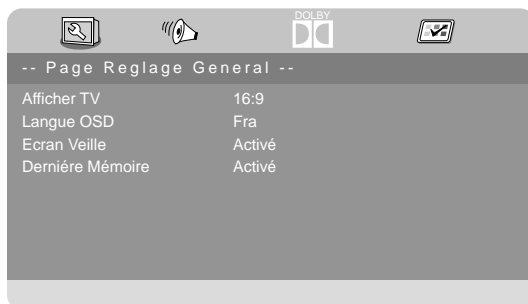 DOLBY
-- Page Reglage General --
Afficher TV 16:9
Langue OSD Fra
Ecran Veille Activé
Derniére Mémoire Activé